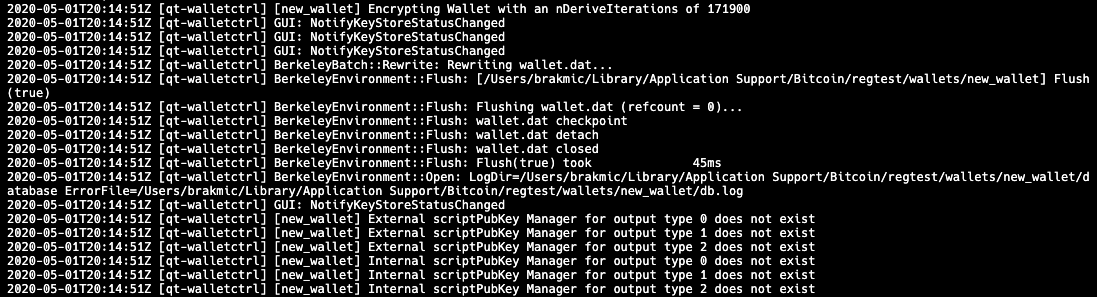 2020-05-01T20:14:51Z [qt-walletctrl] [new_wallet] Encrypting Wallet with an nDeriveIterations of 171900
2020-05-01T20:14:51Z [qt-walletctrl] GUI: NotifyKeyStoreStatusChanged
2020-05-01T20:14:51Z [qt-walletctrl] GUI: NotifyKeyStoreStatusChanged
2020-05-01T20:14:51Z [qt-walletctrl] GUI: NotifyKeyStoreStatusChanged
2020-05-01T20:14:51Z [qt-walletctrl] BerkeleyBatch::Rewrite: Rewriting wallet.dat...
2020-05-01T20:14:51Z [qt-walletctrl] BerkeleyEnvironment::Flush: [/Users/brakmic/Library/Application Support/Bitcoin/regtest/wallets/new_wallet] Flush
(true)
2020-05-01T20:14:51Z [qt-walletctrl] BerkeleyEnvironment::Flush: Flushing wallet.dat (refcount = 0)...
2020-05-01T20:14:51Z [qt-walletctrl] BerkeleyEnvironment::Flush: wallet.dat checkpoint
2020-05-01T20:14:51Z [qt-walletctrl] BerkeleyEnvironment::Flush: wallet.dat detach
2020-05-01T20:14:51Z [qt-walletctrl] BerkeleyEnvironment::Flush: wallet.dat closed
2020-05-01T20:14:51Z [qt-walletctrl] BerkeleyEnvironment::Flush: Flush(true) took              45ms
2020-05-01T20:14:51Z [qt-walletctrl] BerkeleyEnvironment::Open: LogDir=/Users/brakmic/Library/Application Support/Bitcoin/regtest/wallets/new_wallet/d
atabase ErrorFile=/Users/brakmic/Library/Application Support/Bitcoin/regtest/wallets/new_wallet/db.log
2020-05-01T20:14:51Z [qt-walletctrl] GUI: NotifyKeyStoreStatusChanged
2020-05-01T20:14:51Z [qt-walletctrl] [new_wallet] External scriptPubKey Manager for output type 0 does not exist
2020-05-01T20:14:51Z [qt-walletctrl] [new_wallet] External scriptPubKey Manager for output type 1 does not exist
2020-05-01T20:14:51Z [qt-walletctrl] [new_wallet] External scriptPubKey Manager for output type 2 does not exist
2020-05-01T20:14:51Z [qt-walletctrl] [new_wallet] Internal scriptPubKey Manager for output type 0 does not exist
2020-05-01T20:14:51Z [qt-walletctrl] [new_wallet] Internal scriptPubKey Manager for output type 1 does not exist
2020-05-01T20:14:51Z [qt-walletctrl] [new_wallet] Internal scriptPubKey Manager for output type 2 does not exist